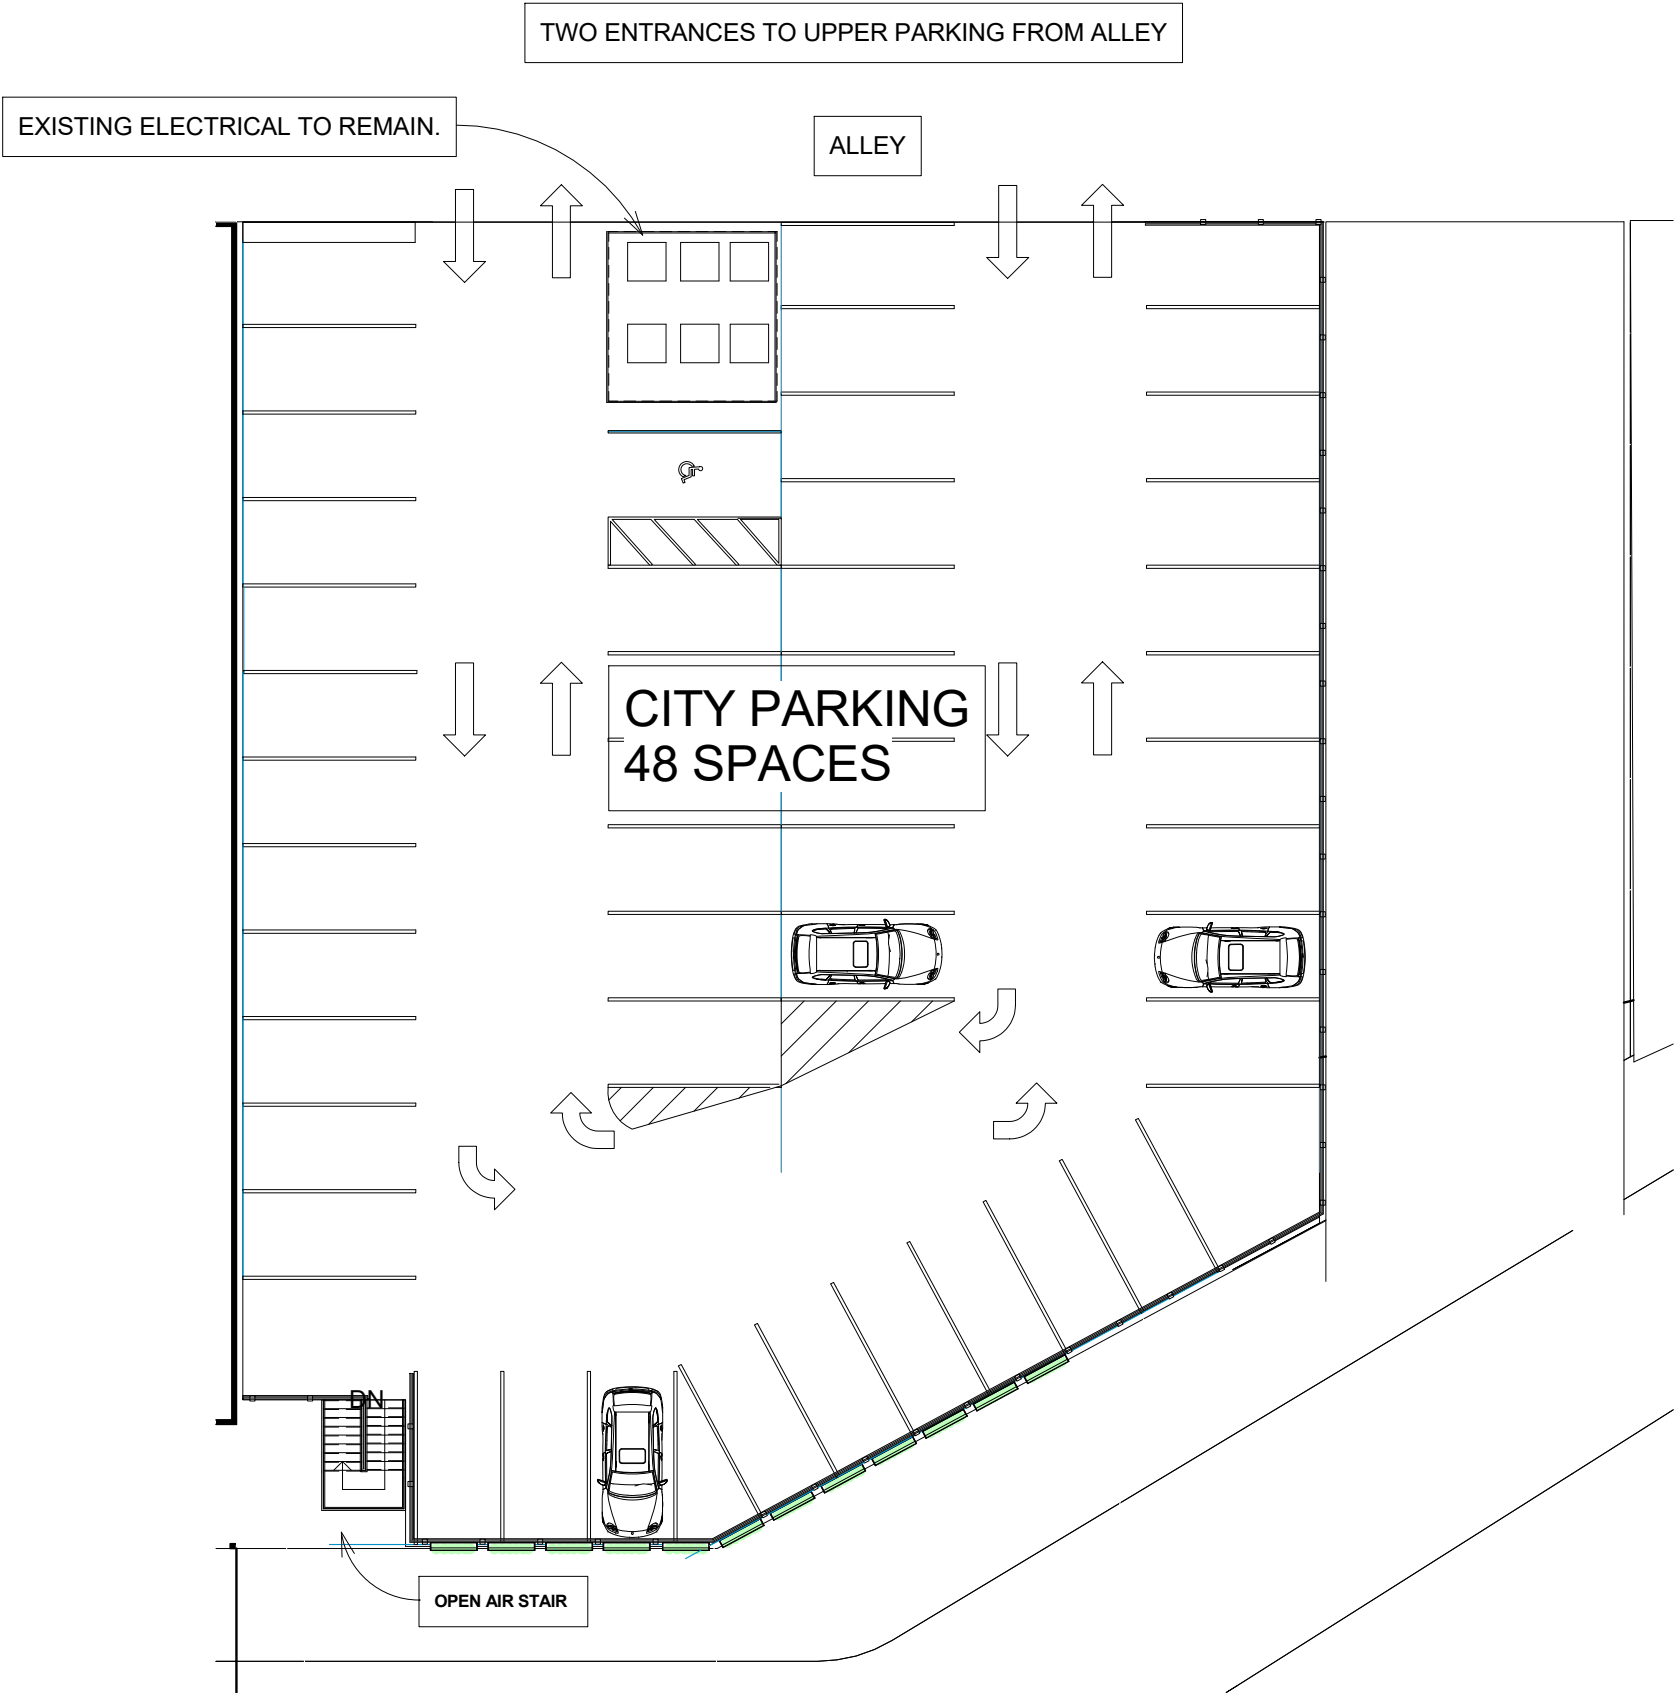 TWO ENTRANCES TO UPPER PARKING FROM ALLEY
EXISTING ELECTRICAL TO REMAIN.
ALLEY
CITY PARKING
48 SPACES
DN
OPEN AIR STAIR